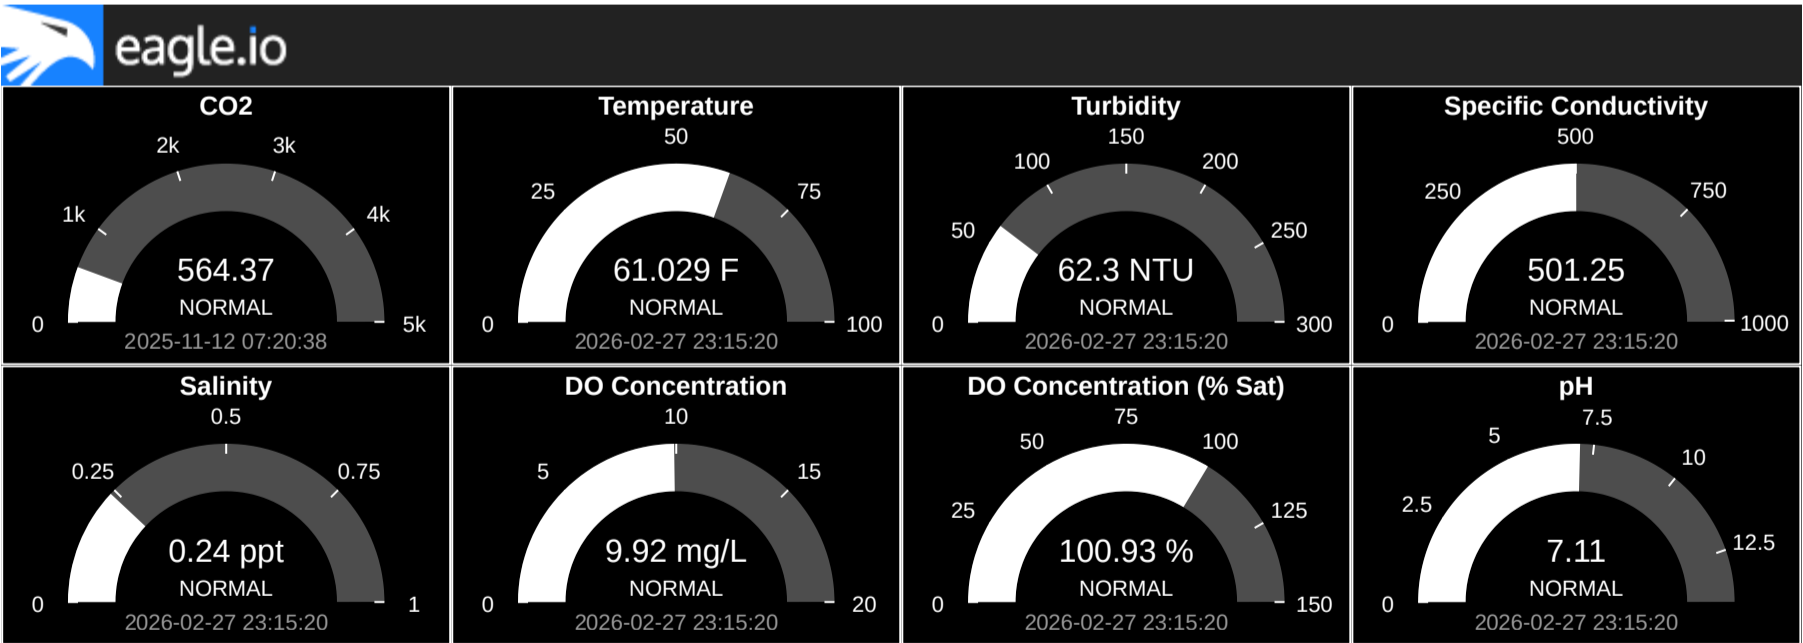 eagle.io
CO2
2k 3k
1k 4k
564.37
NORMAL
0 5k
2025-11-12 07:20:38
Temperature
50
25 75
61.029 F
NORMAL
0 100
2026-02-27 23:15:20
Turbidity
150
100 200
50 250
62.3 NTU
NORMAL
0 300
2026-02-27 23:15:20
Specific Conductivity
500
250 750
501.25
NORMAL
0 1000
2026-02-27 23:15:20
Salinity
0.5
0.25 0.75
0.24 ppt
NORMAL
0 1
2026-02-27 23:15:20
DO Concentration
10
5 15
9.92 mg/L
NORMAL
0 20
2026-02-27 23:15:20
DO Concentration (% Sat)
75
50 100
25 125
100.93 %
NORMAL
0 150
2026-02-27 23:15:20
pH
7.5
5 10
2.5 12.5
7.11
NORMAL
0
2026-02-27 23:15:20